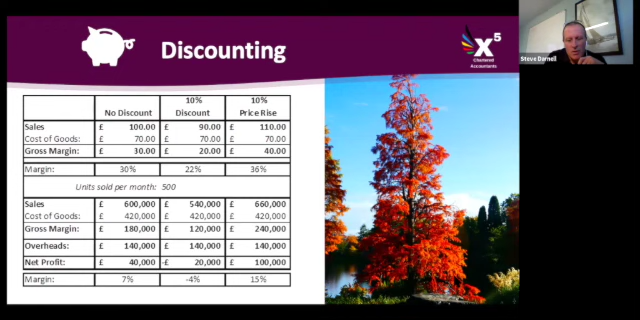 Discounting
X5
Chartered
Accountants
Steve Darnell
No Discount 10% Discount 10% Price Rise
Sales £ 100.00 £ 90.00 £ 110.00
Cost of Goods: £ 70.00 £ 70.00 £ 70.00
Gross Margin: £ 30.00 £ 20.00 £ 40.00
Margin: 30% 22% 36%
Units sold per month: 500
Sales £ 600,000 £ 540,000 £ 660,000
Cost of Goods: £ 420,000 £ 420,000 £ 420,000
Gross Margin: £ 180,000 £ 120,000 £ 240,000
Overheads: £ 140,000 £ 140,000 £ 140,000
Net Profit: £ 40,000 -£ 20,000 £ 100,000
Margin: 7% -4% 15%